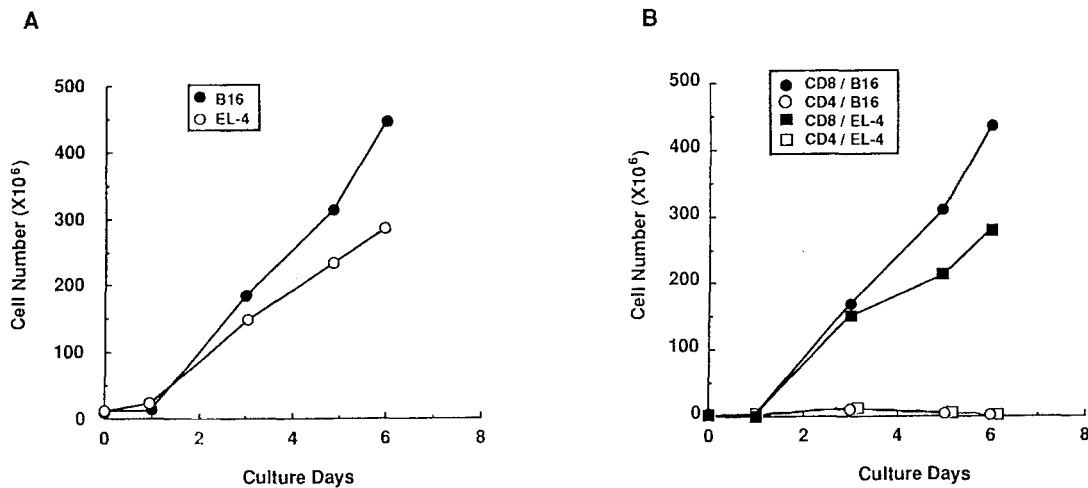 A
500
400
300
200
100
0
Cell Number (X10⁶)
B16
EL-4
0 2 4 6 8
Culture Days
B
500
400
300
200
100
0
Cell Number (X10⁶)
CD8 / B16
CD4 / B16
CD8 / EL-4
CD4 / EL-4
0 2 4 6 8
Culture Days